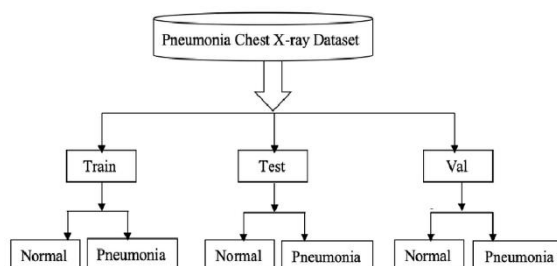 Pneumonia Chest X-ray Dataset
Train
Test
Val
Normal
Pneumonia
Normal
Pneumonia
Normal
Pneumonia